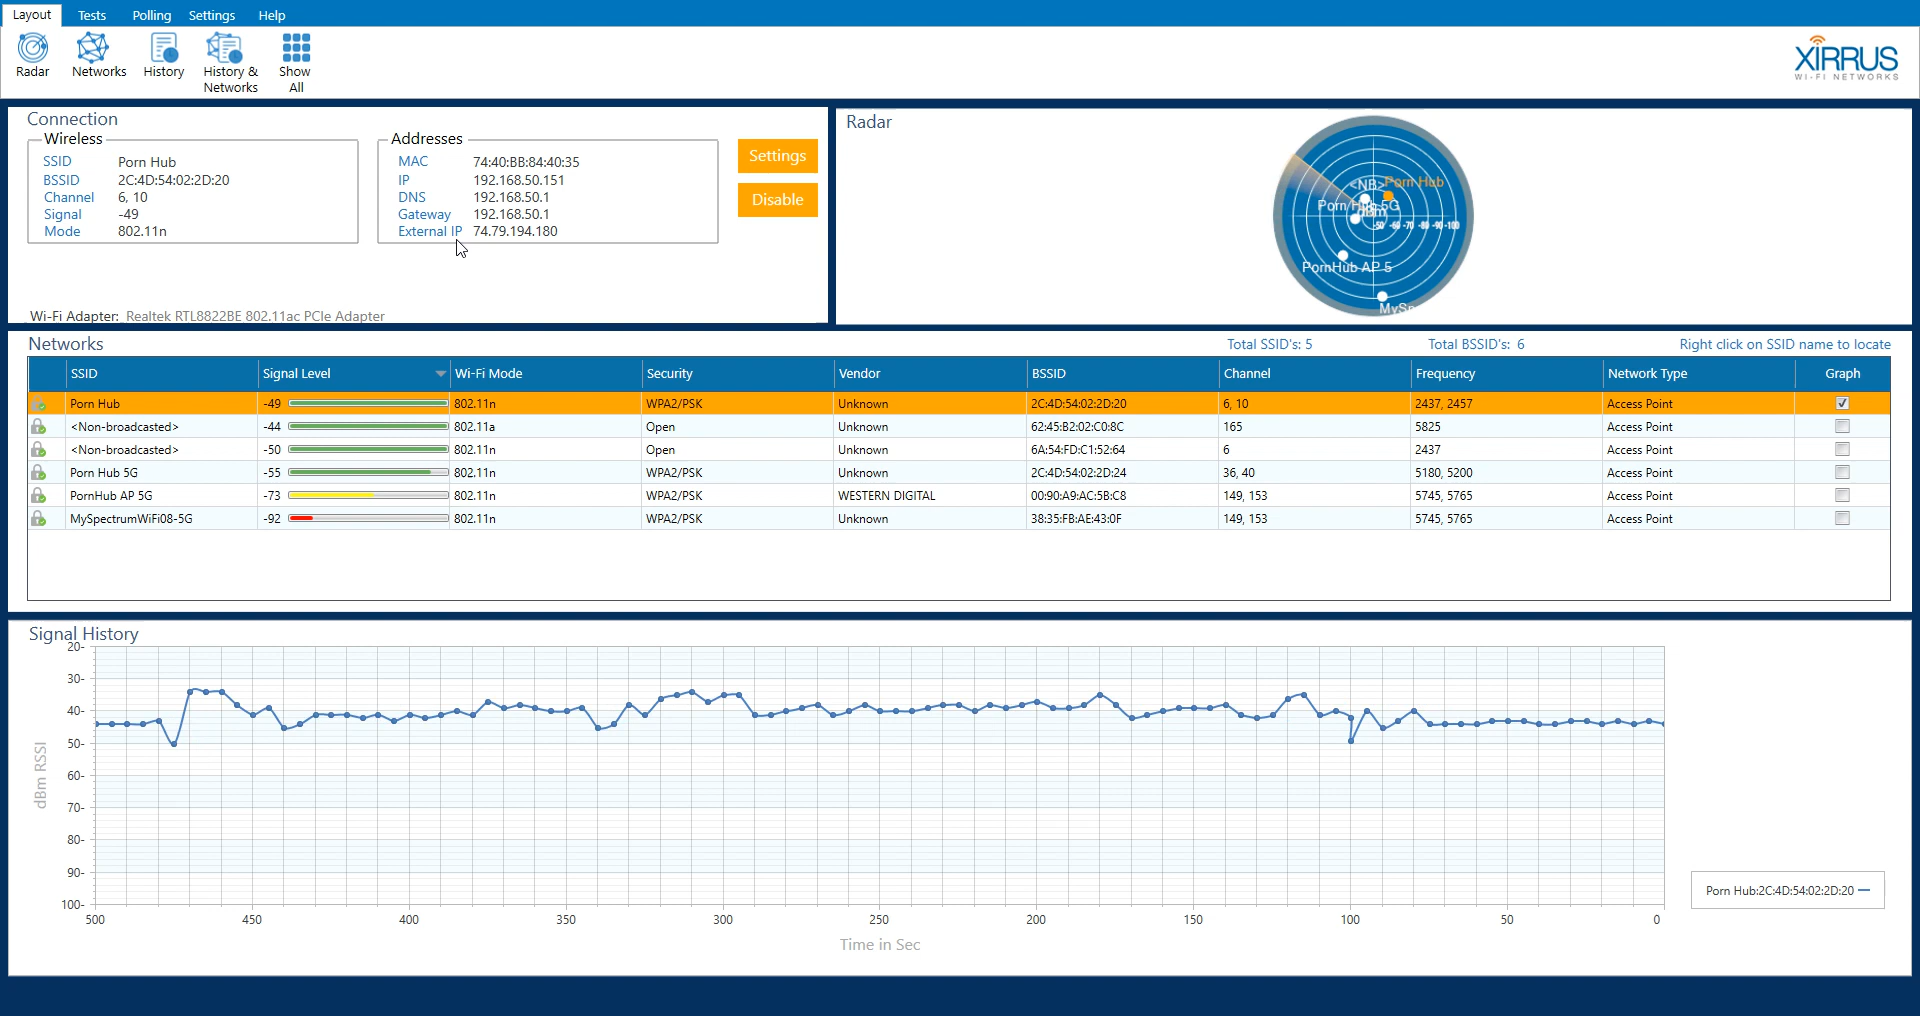 Layout Tests Polling Settings Help
Radar Networks History History & Networks Show All
XIRRUS
WI-FI NETWORKS
Connection
Wireless
SSID Porn Hub
BSSID 2C:4D:54:02:2D:20
Channel 6, 10
Signal -49
Mode 802.11n
Addresses
MAC 74:40:BB:84:40:35
IP 192.168.50.151
DNS 192.168.50.1
Gateway 192.168.50.1
External IP 74.79.194.180
Settings
Disable
Wi-Fi Adapter: Realtek RTL8822BE 802.11ac PCIe Adapter
Radar
<NB> Porn Hub
Porn Hub 5G
dBm
-50 -60 -70 -80 -90 -100
PornHub AP 5
MySp
Networks
Total SSID's: 5 Total BSSID's: 6 Right click on SSID name to locate
SSID Signal Level Wi-Fi Mode Security Vendor BSSID Channel Frequency Network Type Graph
Porn Hub -49 802.11n WPA2/PSK Unknown 2C:4D:54:02:2D:20 6, 10 2437, 2457 Access Point
<Non-broadcasted> -44 802.11a Open Unknown 62:45:B2:02:C0:8C 165 5825 Access Point
<Non-broadcasted> -50 802.11n Open Unknown 6A:54:FD:C1:52:64 6 2437 Access Point
Porn Hub 5G -55 802.11n WPA2/PSK Unknown 2C:4D:54:02:2D:24 36, 40 5180, 5200 Access Point
PornHub AP 5G -73 802.11n WPA2/PSK WESTERN DIGITAL 00:90:A9:AC:5B:C8 149, 153 5745, 5765 Access Point
MySpectrumWiFi08-5G -92 802.11n WPA2/PSK Unknown 38:35:FB:AE:43:0F 149, 153 5745, 5765 Access Point
Signal History
20-
30-
40-
50-
60-
70-
80-
90-
100-
dBm RSSI
500 450 400 350 300 250 200 150 100 50 0
Time in Sec
Porn Hub:2C:4D:54:02:2D:20